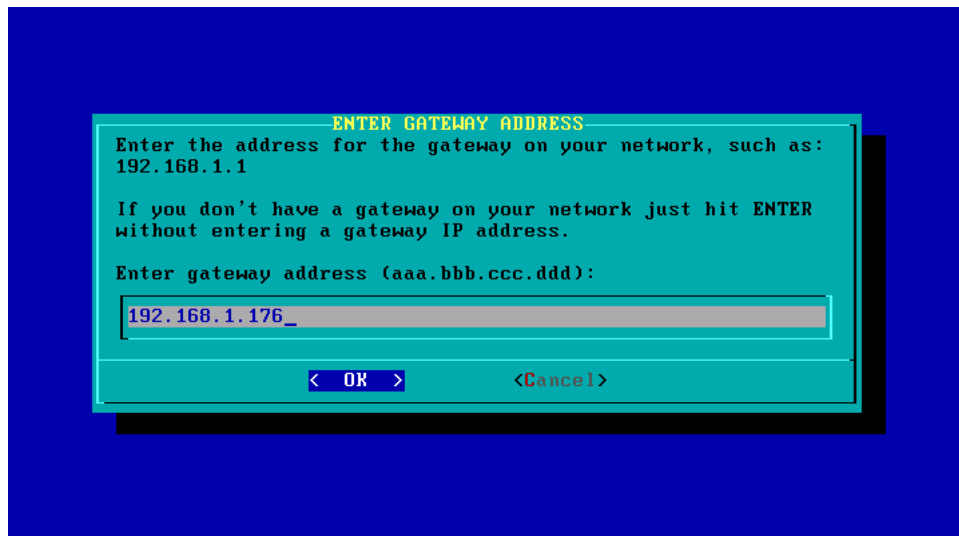 ENTER GATEWAY ADDRESS
Enter the address for the gateway on your network, such as:
192.168.1.1
If you don't have a gateway on your network just hit ENTER
without entering a gateway IP address.
Enter gateway address (aaa.bbb.ccc.ddd):
192.168.1.176_
< OK > <Cancel>